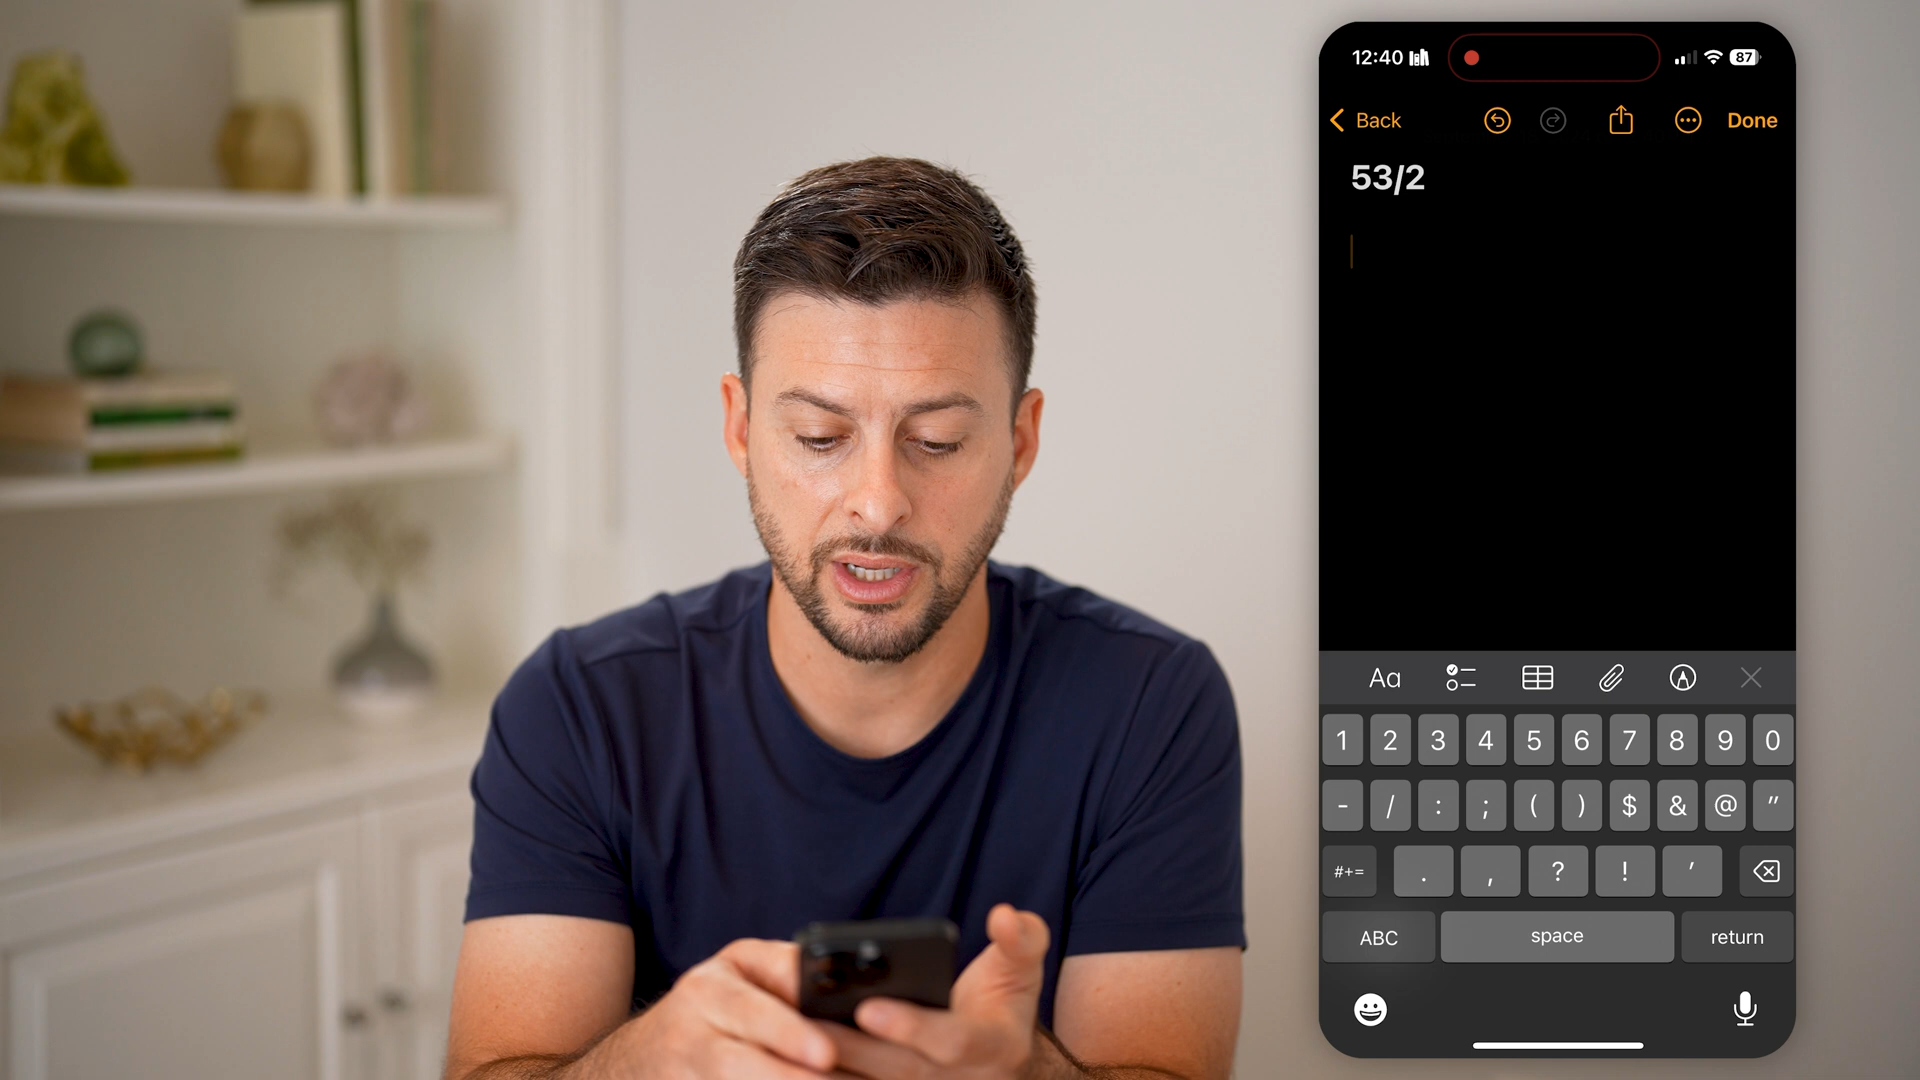 12:40
87
Back
Done
53/2
Aa
1 2 3 4 5 6 7 8 9 0
- / : ; ( ) $ & @ "
#+= . , ? ! '
ABC space return